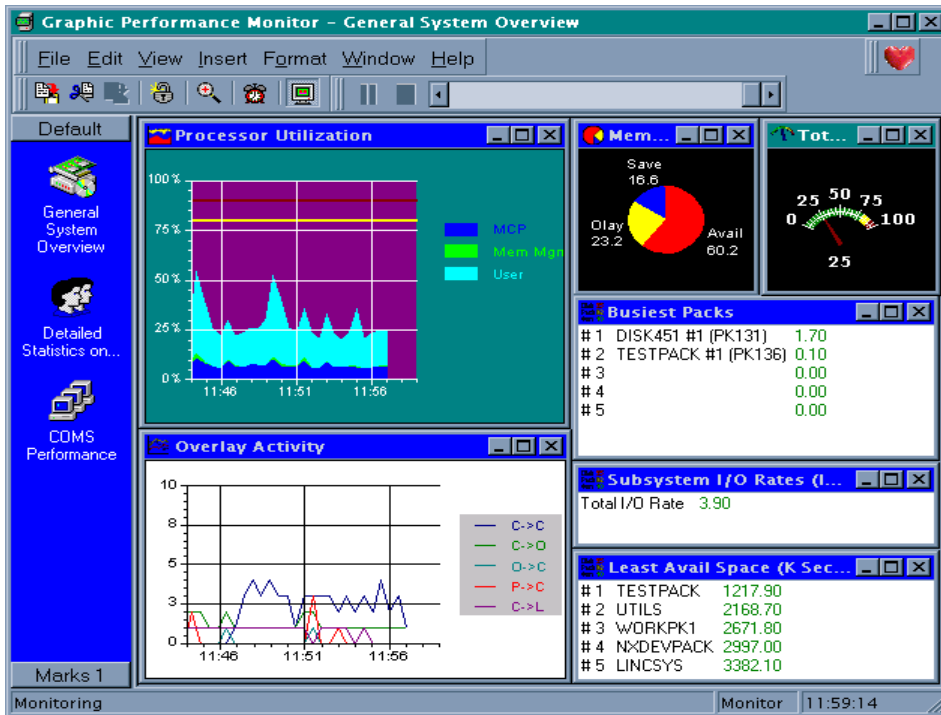 Graphic Performance Monitor - General System Overview
File Edit View Insert Format Window Help
Default
General
System
Overview
Detailed
Statistics on...
COMS
Performance
Marks 1
Processor Utilization
100%
75%
50%
25%
0%
11:46 11:51 11:56
MCP
Mem Mgn
User
Overlay Activity
10
8
5
3
0
11:46 11:51 11:56
C->C
C->O
O->C
P->C
C->L
Mem...
Save
16.6
Olay
23.2
Avail
60.2
Tot...
0 25 50 75 100
25
Busiest Packs
#1 DISK451 #1 (PK131) 1.70
#2 TESTPACK #1 (PK136) 0.10
#3 0.00
#4 0.00
#5 0.00
Subsystem I/O Rates (I...
Total I/O Rate 3.90
Least Avail Space (K Sec...
#1 TESTPACK 1217.90
#2 UTILS 2168.70
#3 WORKPK1 2671.80
#4 NXDEVPACK 2997.00
#5 LINCSYS 3382.10
Monitoring
Monitor 11:59:14